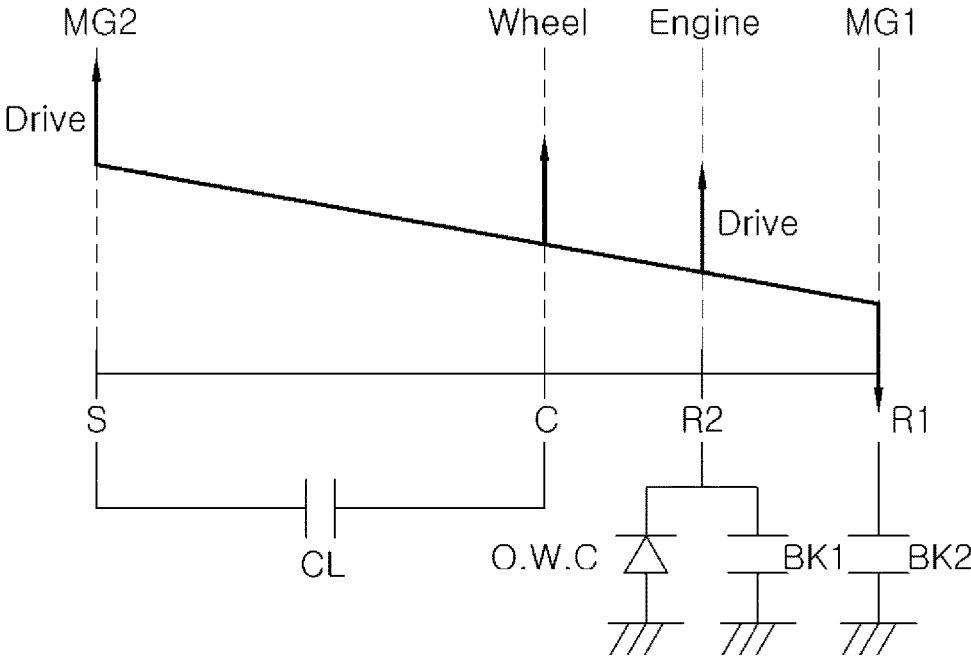 MG2 Wheel Engine MG1
Drive
Drive
S C R2 R1
CL O.W.C BK1 BK2